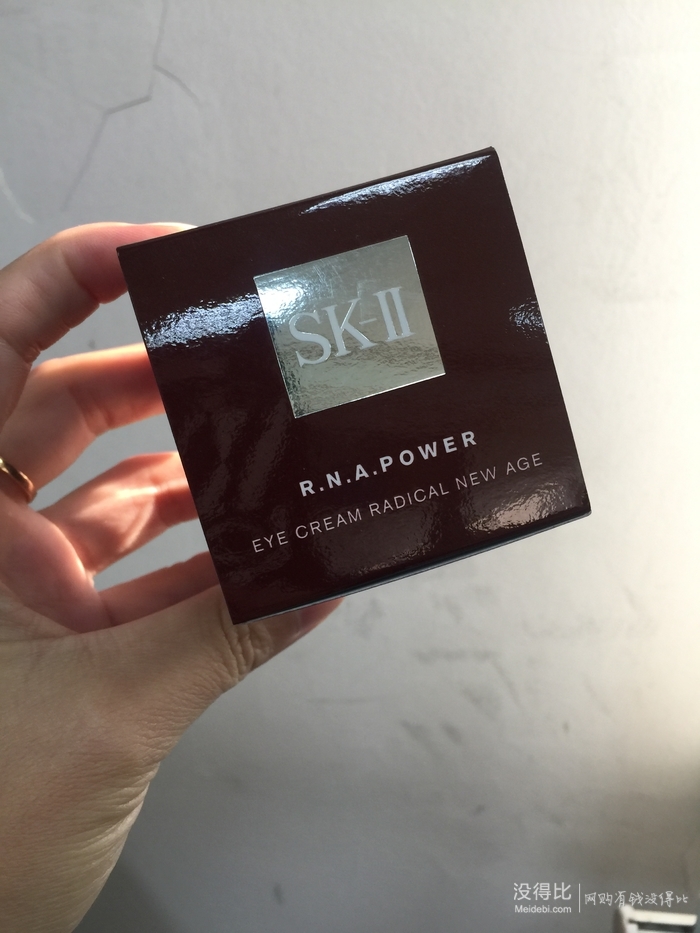 SK-II
R.N.A.POWER
EYE CREAM RADICAL NEW AGE
没得比
Meidebi.com
网购有钱没得比